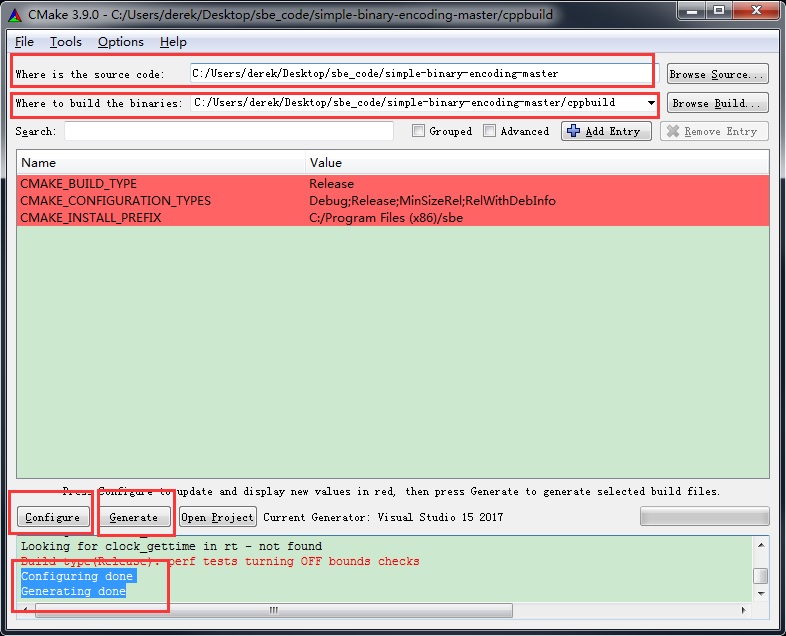 CMake 3.9.0 - C:/Users/derek/Desktop/sbe_code/simple-binary-encoding-master/cppbuild
File Tools Options Help
Where is the source code: C:/Users/derek/Desktop/sbe_code/simple-binary-encoding-master Browse Source...
Where to build the binaries: C:/Users/derek/Desktop/sbe_code/simple-binary-encoding-master/cppbuild Browse Build...
Search: Grouped Advanced Add Entry Remove Entry
Name Value
CMAKE_BUILD_TYPE Release
CMAKE_CONFIGURATION_TYPES Debug;Release;MinSizeRel;RelWithDebInfo
CMAKE_INSTALL_PREFIX C:/Program Files (x86)/sbe
Press Configure to update and display new values in red, then press Generate to generate selected build files.
Configure Generate Open Project Current Generator: Visual Studio 15 2017
Looking for clock_gettime in rt - not found
Build type(Release): perf tests turning OFF bounds checks
Configuring done
Generating done